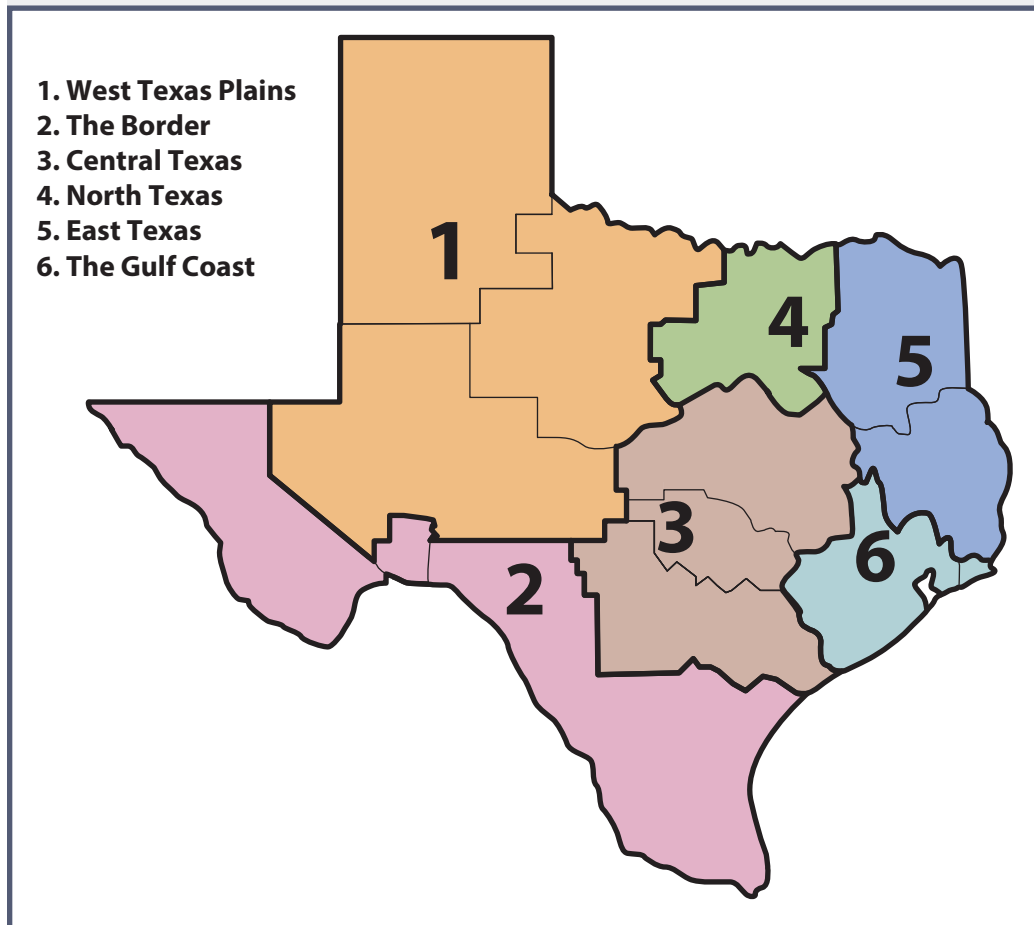 1. West Texas Plains
2. The Border
3. Central Texas
4. North Texas
5. East Texas
6. The Gulf Coast
1
4
5
3
6
2